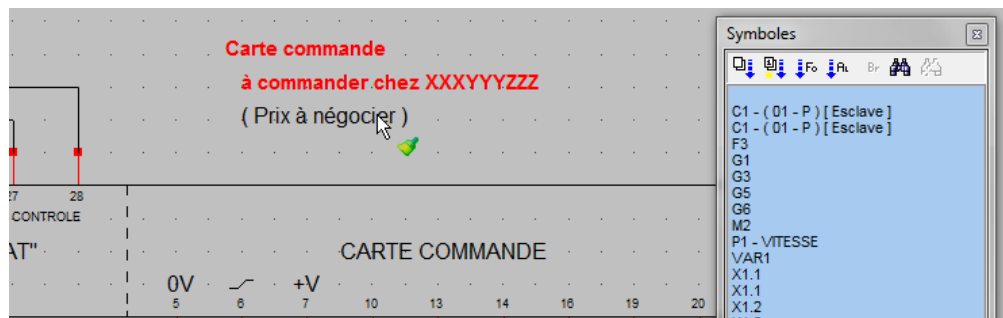 Carte commande
à commander chez XXXYYYZZZ
( Prix à négocier )
27 28
CONTROLE
AT"
CARTE COMMANDE
0V +V
5 6 7 10 13 14 16 19 20
Symboles
Fo Br
C1 - ( 01 - P ) [ Esclave ]
C1 - ( 01 - P ) [ Esclave ]
F3
G1
G3
G5
G6
M2
P1 - VITESSE
VAR1
X1.1
X1.1
X1.2